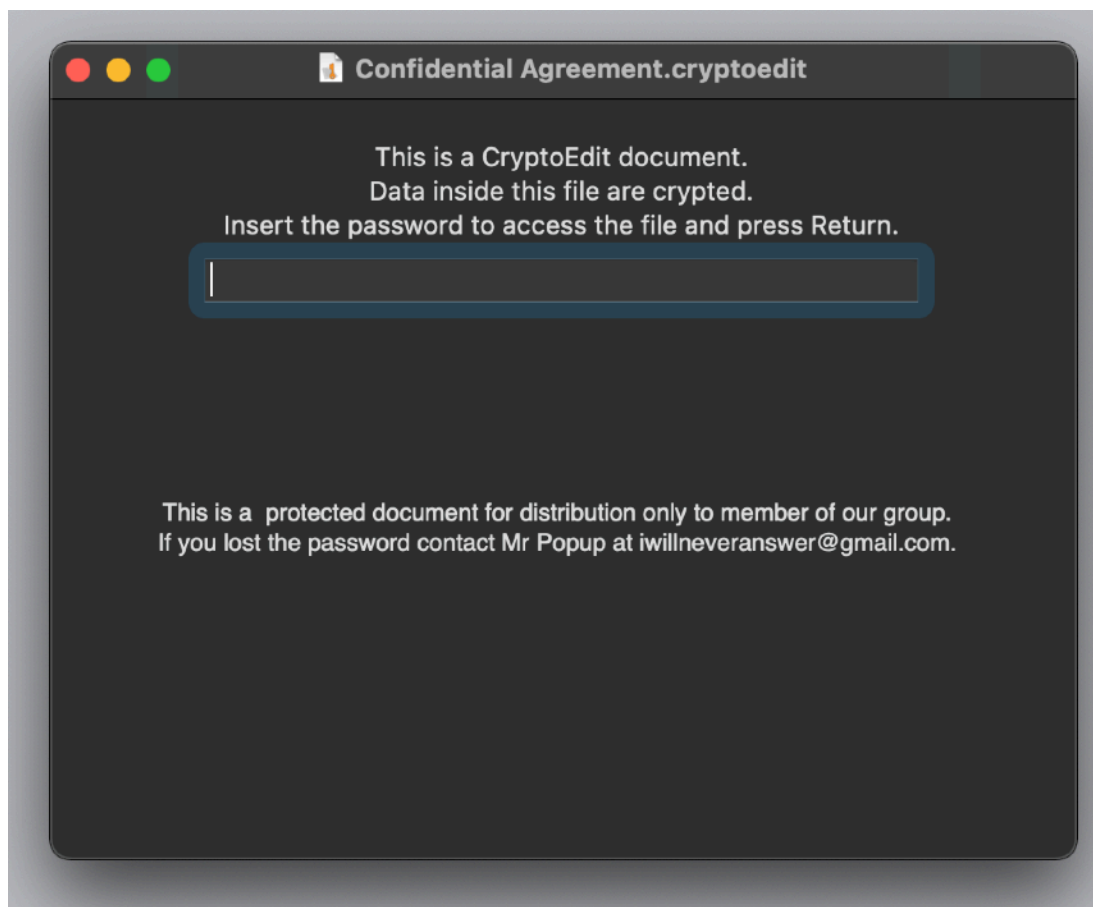 Confidential Agreement.cryptoedit
This is a CryptoEdit document.
Data inside this file are crypted.
Insert the password to access the file and press Return.
This is a  protected document for distribution only to member of our group.
If you lost the password contact Mr Popup at iwillneveranswer@gmail.com.